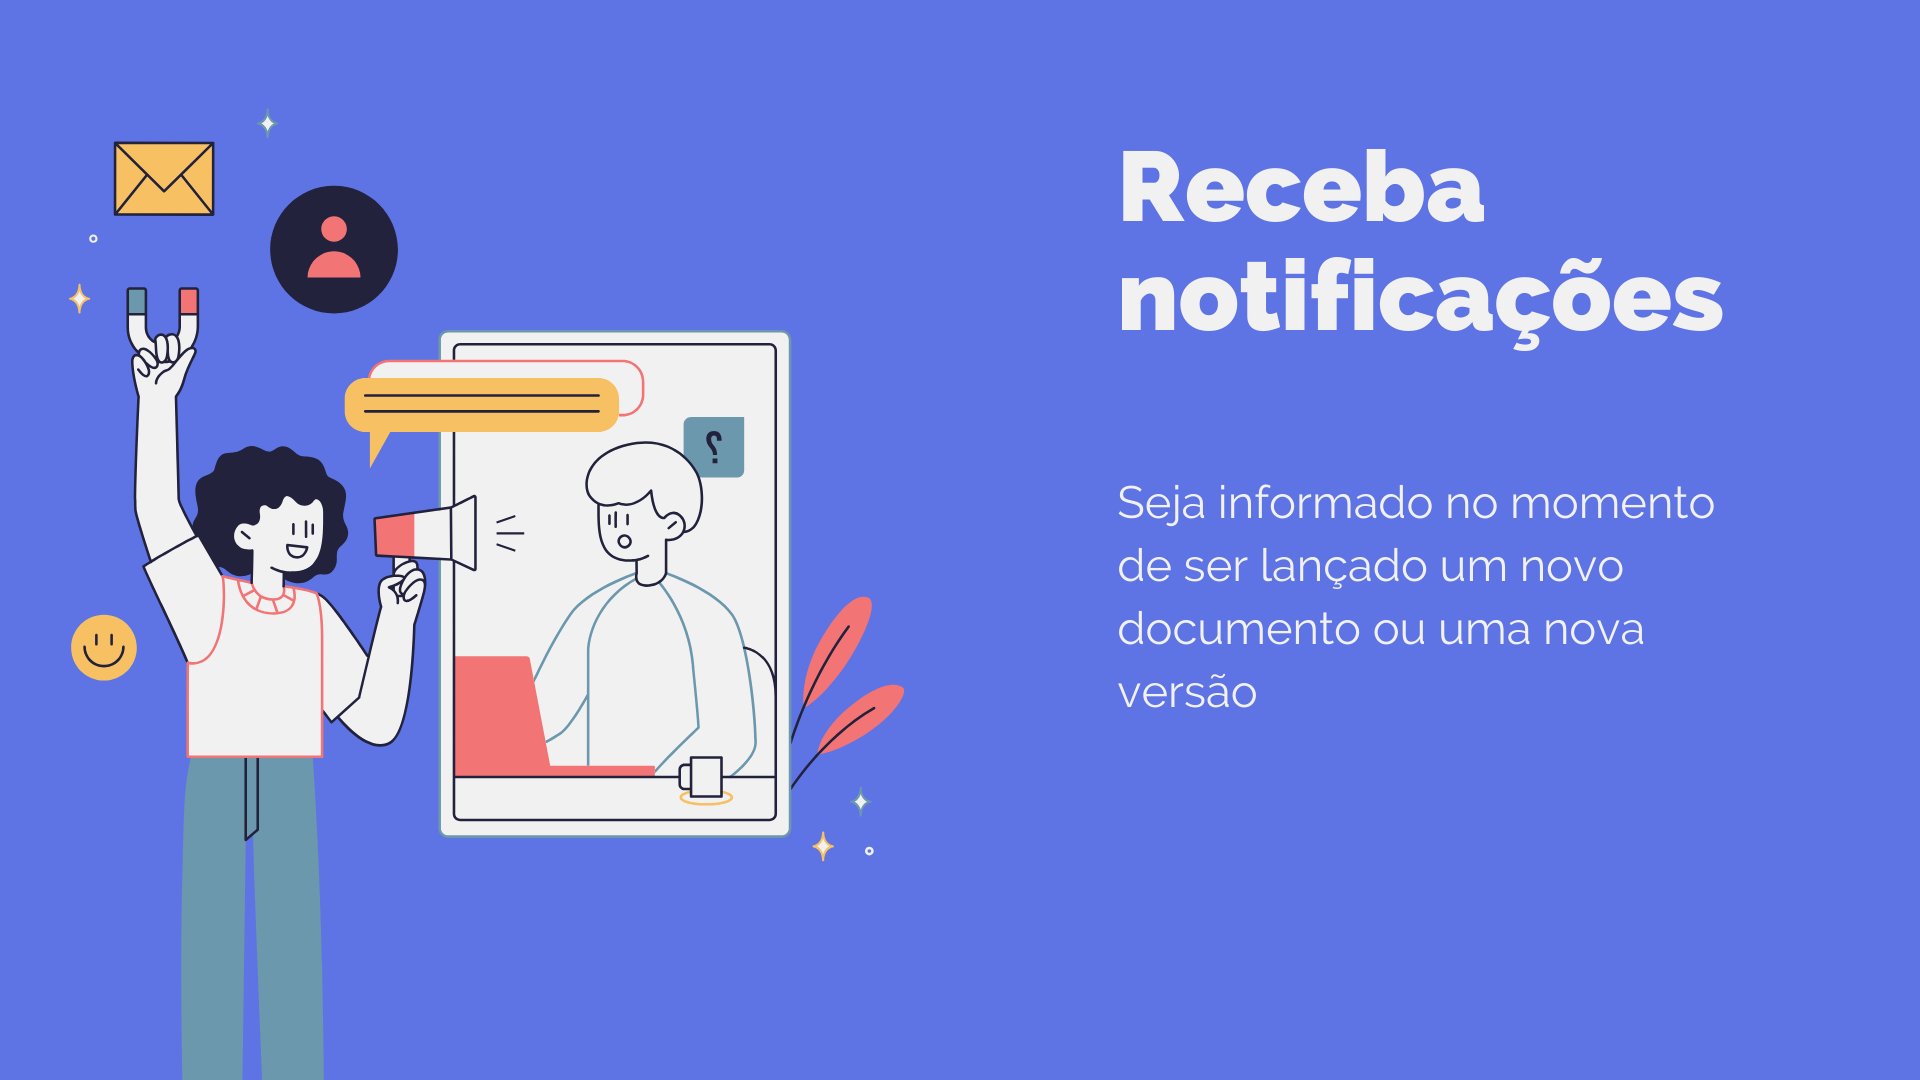 Receba
notificações
؟
Seja informado no momento
de ser lançado um novo
documento ou uma nova
versão